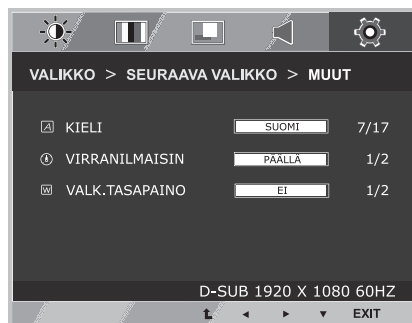 VALIKKO > SEURAAVA VALIKKO > MUUT
KIELI SUOMI 7/17
VIRRANILMAISIN PÄÄLLÄ 1/2
VALK.TASAPAINO EI 1/2
D-SUB 1920 X 1080 60HZ
EXIT